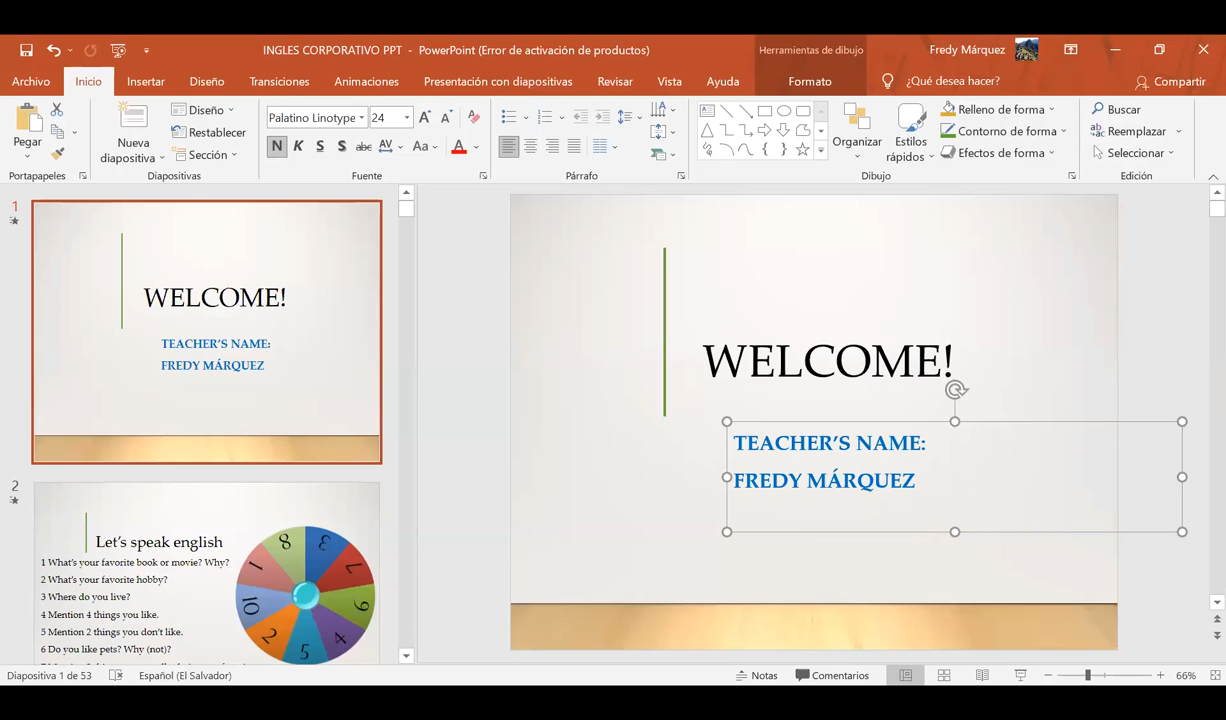 INGLES CORPORATIVO PPT - PowerPoint (Error de activación de productos)
Herramientas de dibujo
Fredy Márquez
Archivo Inicio Insertar Diseño Transiciones Animaciones Presentación con diapositivas Revisar Vista Ayuda Formato ¿Qué desea hacer? Compartir
Pegar
Portapapeles
Nueva diapositiva
Diseño
Restablecer
Sección
Diapositivas
Palatino Linotype 24
N K S S abc AV Aa A
Fuente
Párrafo
Organizar
Estilos rápidos
Relleno de forma
Contorno de forma
Efectos de forma
Dibujo
Buscar
Reemplazar
Seleccionar
Edición
1
WELCOME!
TEACHER'S NAME:
FREDY MÁRQUEZ
2
Let's speak english
1 What's your favorite book or movie? Why?
2 What's your favorite hobby?
3 Where do you live?
4 Mention 4 things you like.
5 Mention 2 things you don't like.
6 Do you like pets? Why (not)?
8 3 7 9 4 5 2 10 1
WELCOME!
TEACHER'S NAME:
FREDY MÁRQUEZ
Diapositiva 1 de 53 Español (El Salvador) Notas Comentarios 66%